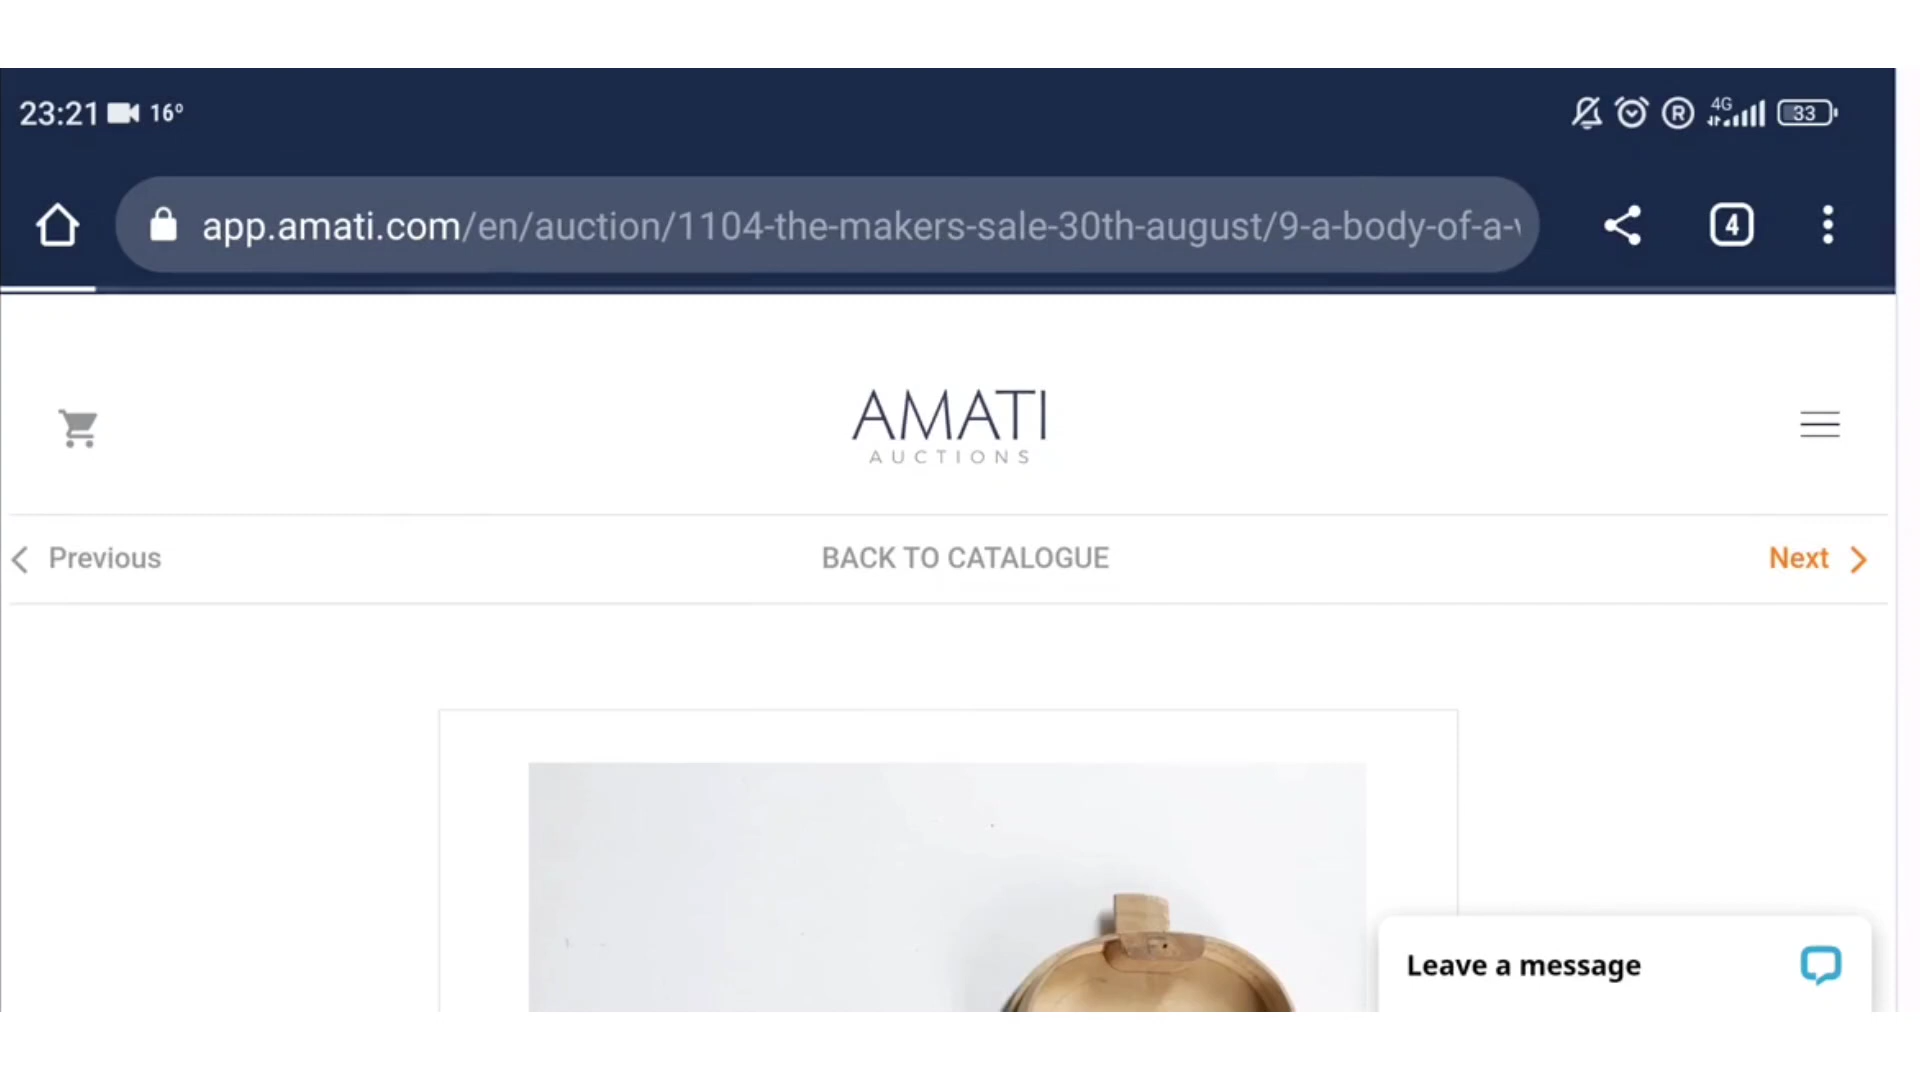 23:21 16°
4G 33
app.amati.com/en/auction/1104-the-makers-sale-30th-august/9-a-body-of-a-
4
AMATI
AUCTIONS
Previous
BACK TO CATALOGUE
Next
Leave a message